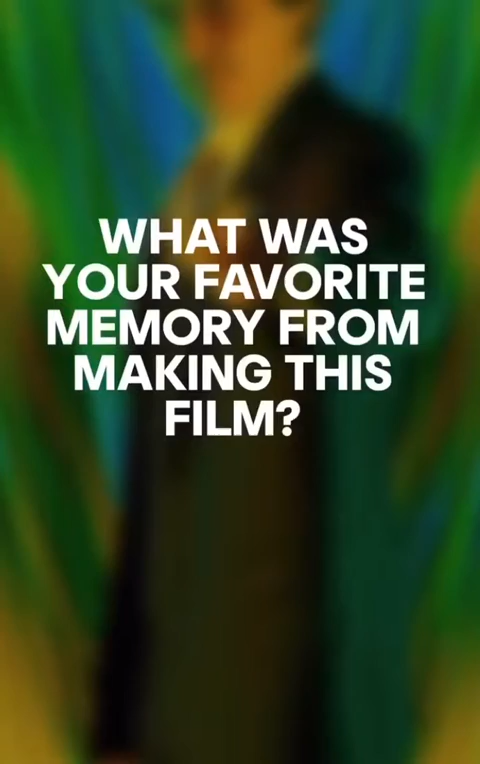 WHAT WAS
YOUR FAVORITE
MEMORY FROM
MAKING THIS
FILM?